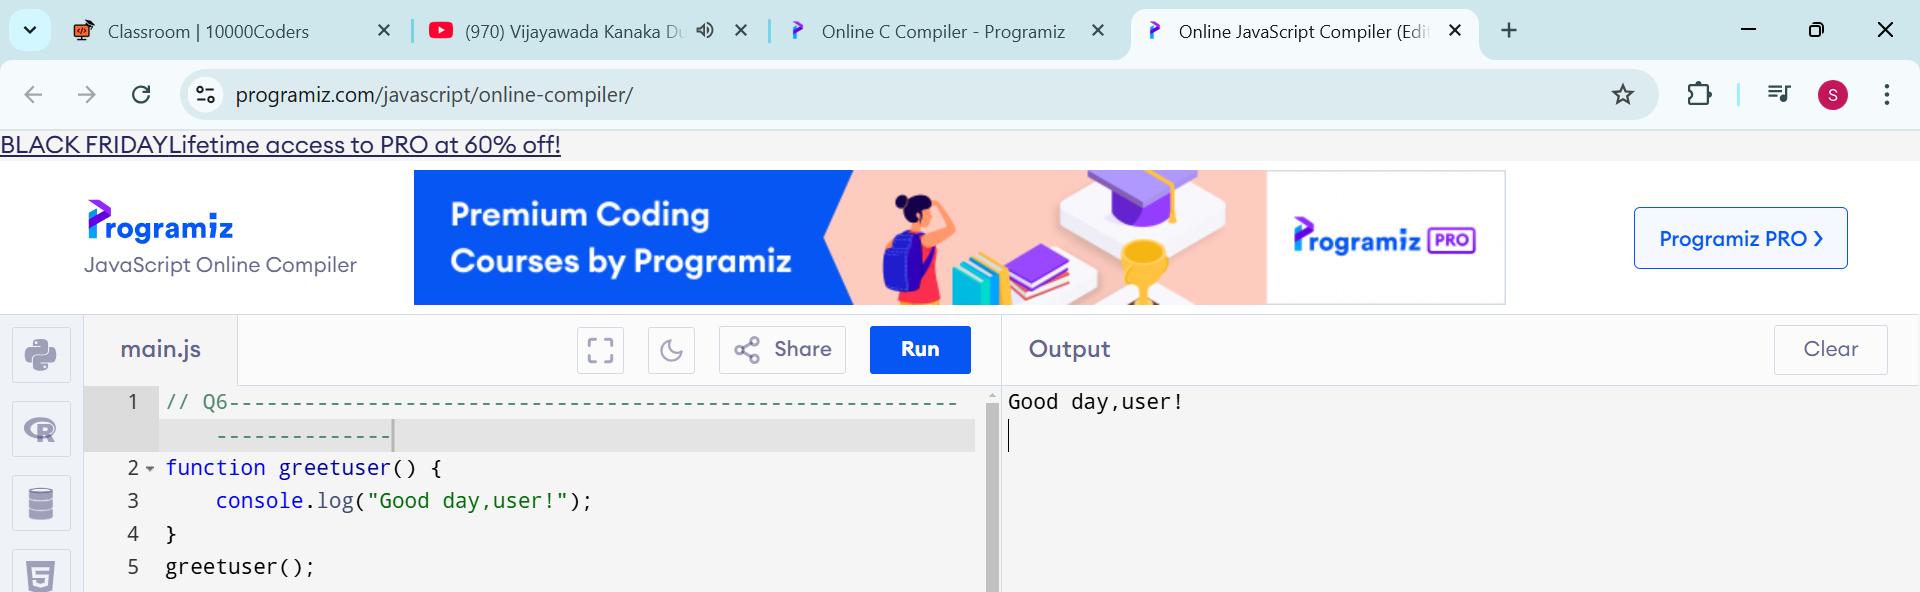 Classroom | 10000Coders
(970) Vijayawada Kanaka Du
Online C Compiler - Programiz
Online JavaScript Compiler (Edit
programiz.com/javascript/online-compiler/
S
BLACK FRIDAYLifetime access to PRO at 60% off!
Programiz
JavaScript Online Compiler
Premium Coding
Courses by Programiz
Programiz PRO
Programiz PRO ›
main.js
Share
Run
Output
Clear
1 // Q6----------------------------------------------------------
--------------
2 function greetuser() {
3     console.log("Good day,user!");
4 }
5 greetuser();
Good day,user!
R
5